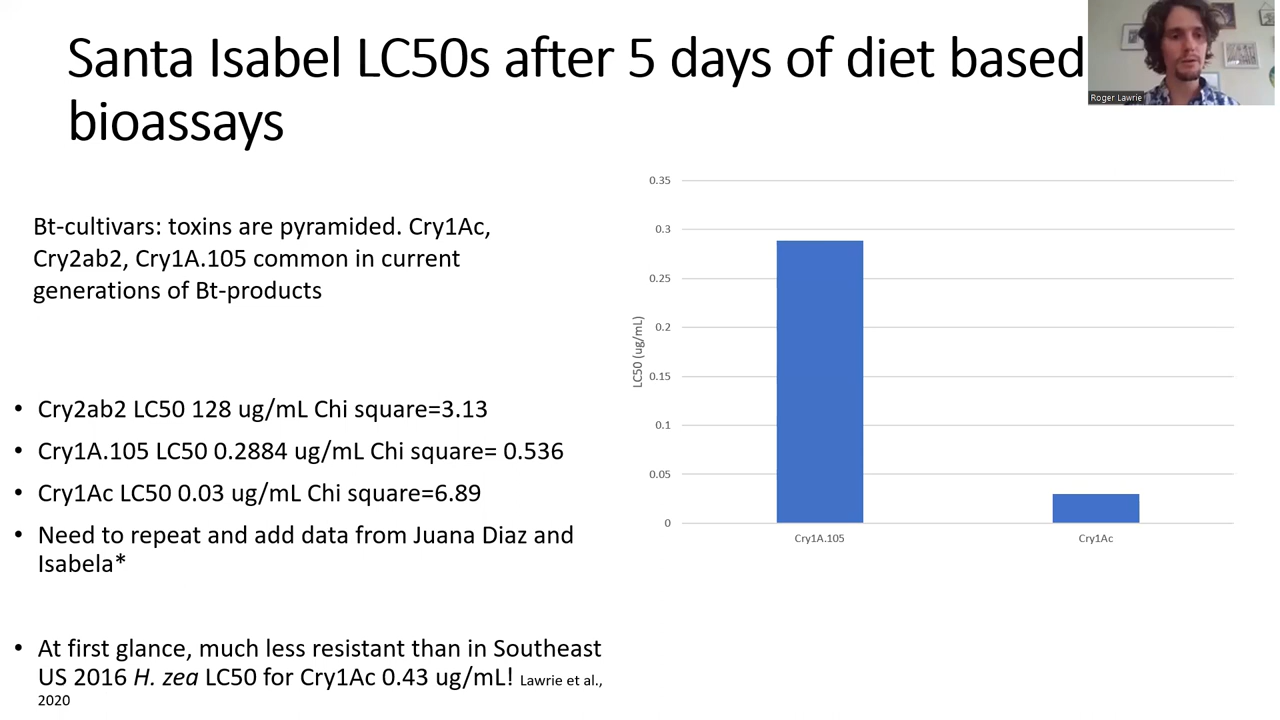 Santa Isabel LC50s after 5 days of diet based
bioassays
Roger Lawrie
Bt-cultivars: toxins are pyramided. Cry1Ac,
Cry2ab2, Cry1A.105 common in current
generations of Bt-products
• Cry2ab2 LC50 128 ug/mL Chi square=3.13
• Cry1A.105 LC50 0.2884 ug/mL Chi square= 0.536
• Cry1Ac LC50 0.03 ug/mL Chi square=6.89
• Need to repeat and add data from Juana Diaz and
Isabela*
• At first glance, much less resistant than in Southeast
US 2016 H. zea LC50 for Cry1Ac 0.43 ug/mL! Lawrie et al.,
2020
0.35
0.3
0.25
0.2
0.15
0.1
0.05
0
LC50 (ug/mL)
Cry1A.105
Cry1Ac